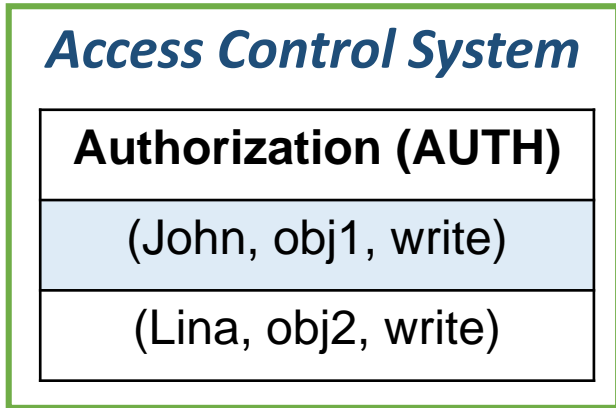 Access Control System
Authorization (AUTH)
(John, obj1, write)
(Lina, obj2, write)